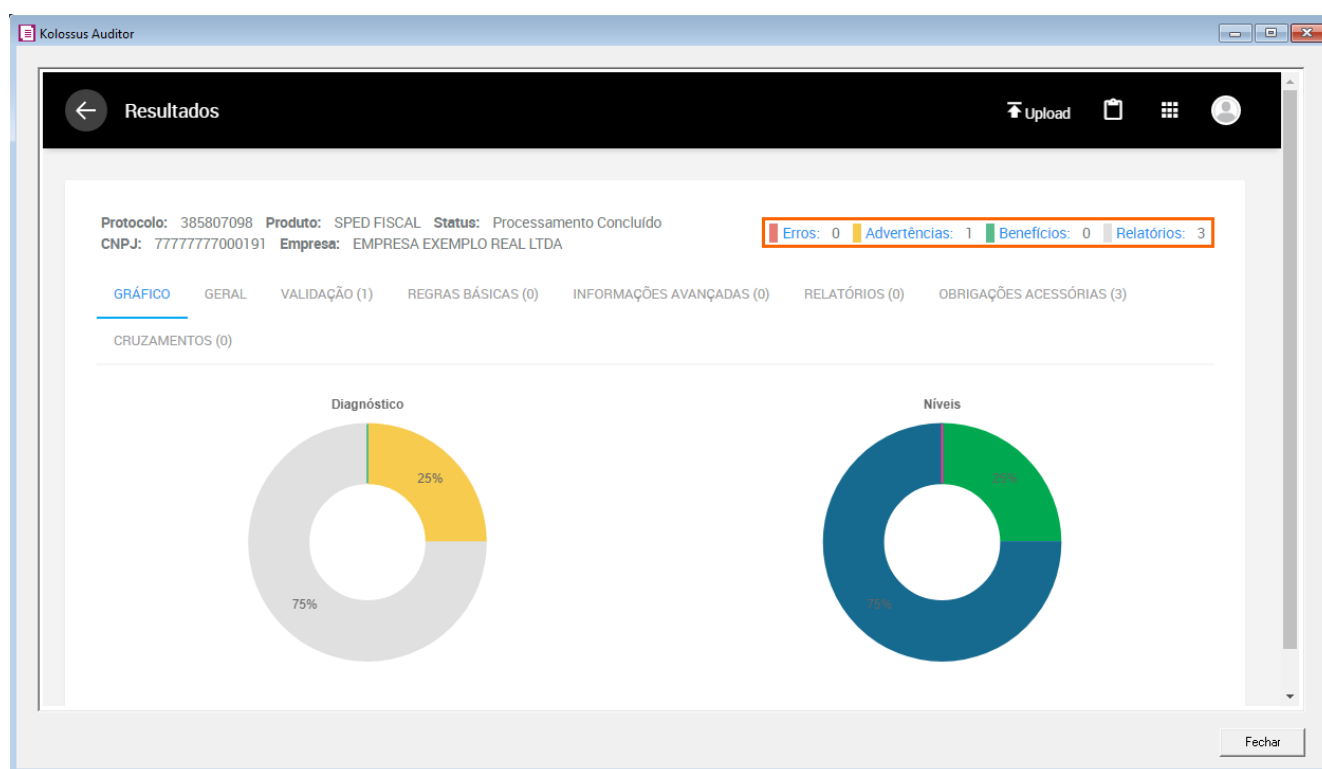 Kolossus Auditor
Resultados
Upload
Protocolo: 385807098 Produto: SPED FISCAL Status: Processamento Concluído
CNPJ: 77777777000191 Empresa: EMPRESA EXEMPLO REAL LTDA
Erros: 0 Advertências: 1 Benefícios: 0 Relatórios: 3
GRÁFICO GERAL VALIDAÇÃO (1) REGRAS BÁSICAS (0) INFORMAÇÕES AVANÇADAS (0) RELATÓRIOS (0) OBRIGAÇÕES ACESSÓRIAS (3)
CRUZAMENTOS (0)
Diagnóstico
Níveis
25%
75%
25%
75%
Fechar